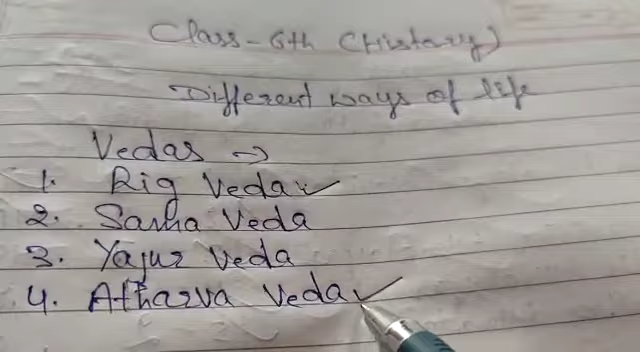 Class - 6th (History)
Different ways of life
Vedas →
1. Rig Veda ✓
2. Sama Veda
3. Yajur Veda
4. Atharva Veda ✓